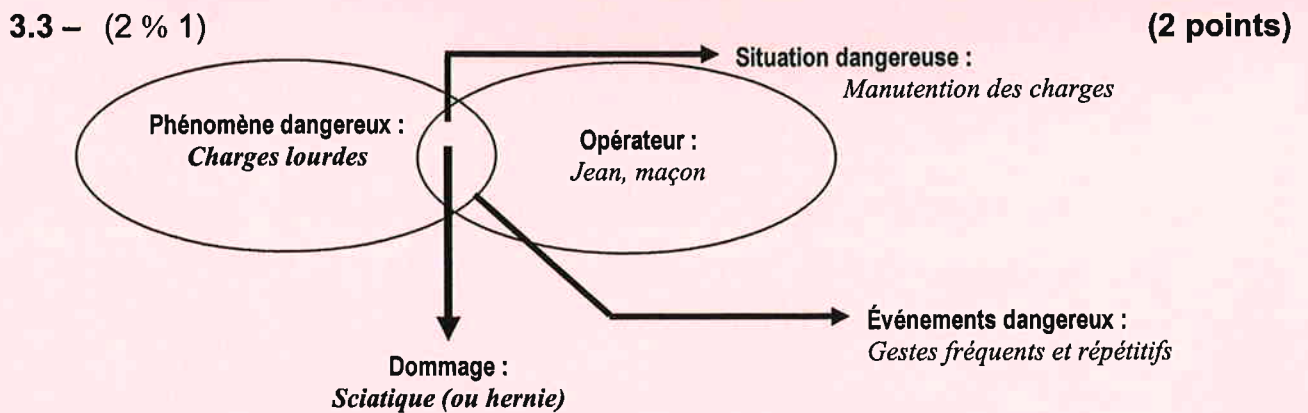 3.3 – (2 % 1) (2 points)
Situation dangereuse :
Manutention des charges
Phénomène dangereux :
Charges lourdes
Opérateur :
Jean, maçon
Événements dangereux :
Gestes fréquents et répétitifs
Dommage :
Sciatique (ou hernie)